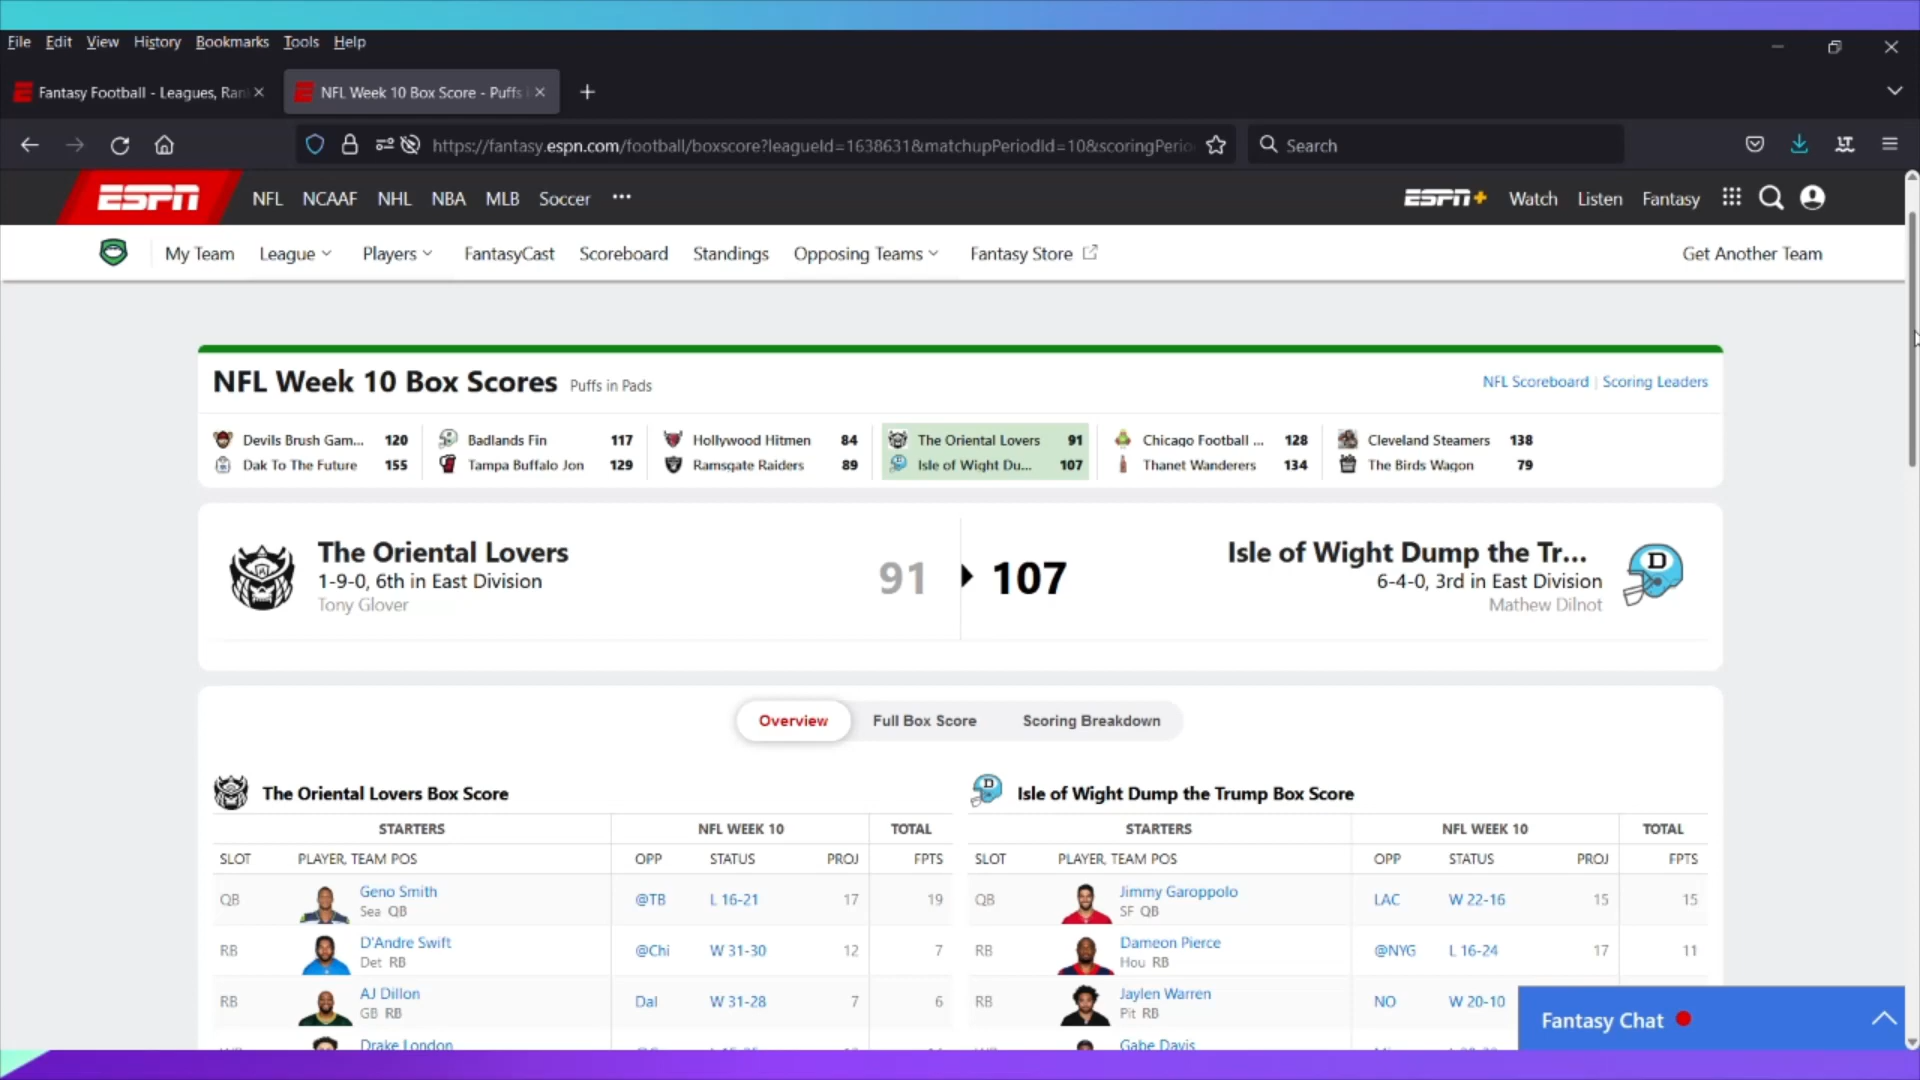 File Edit View History Bookmarks Tools Help
Fantasy Football - Leagues, Ran
NFL Week 10 Box Score - Puffs
https://fantasy.espn.com/football/boxscore?leagueId=1638631&matchupPeriodId=10&scoringPerio
Search
ESPN NFL NCAAF NHL NBA MLB Soccer ••• ESPN+ Watch Listen Fantasy
My Team League Players FantasyCast Scoreboard Standings Opposing Teams Fantasy Store Get Another Team
NFL Week 10 Box Scores Puffs in Pads NFL Scoreboard | Scoring Leaders
Devils Brush Gam... 120 Badlands Fin 117 Hollywood Hitmen 84 The Oriental Lovers 91 Chicago Football ... 128 Cleveland Steamers 138
Dak To The Future 155 Tampa Buffalo Jon 129 Ramsgate Raiders 89 Isle of Wight Du... 107 Thanet Wanderers 134 The Birds Wagon 79
The Oriental Lovers
1-9-0, 6th in East Division
Tony Glover
91 107
Isle of Wight Dump the Tr...
6-4-0, 3rd in East Division
Mathew Dilnot
D
Overview Full Box Score Scoring Breakdown
The Oriental Lovers Box Score
STARTERS NFL WEEK 10 TOTAL
SLOT PLAYER, TEAM POS OPP STATUS PROJ FPTS
QB Geno Smith @TB L 16-21 17 19
Sea QB
RB D'Andre Swift @Chi W 31-30 12 7
Det RB
RB AJ Dillon Dal W 31-28 7 6
GB RB
Drake London
Isle of Wight Dump the Trump Box Score
STARTERS NFL WEEK 10 TOTAL
SLOT PLAYER, TEAM POS OPP STATUS PROJ FPTS
QB Jimmy Garoppolo LAC W 22-16 15 15
SF QB
RB Dameon Pierce @NYG L 16-24 17 11
Hou RB
RB Jaylen Warren NO W 20-10
Pit RB
Gabe Davis
Fantasy Chat